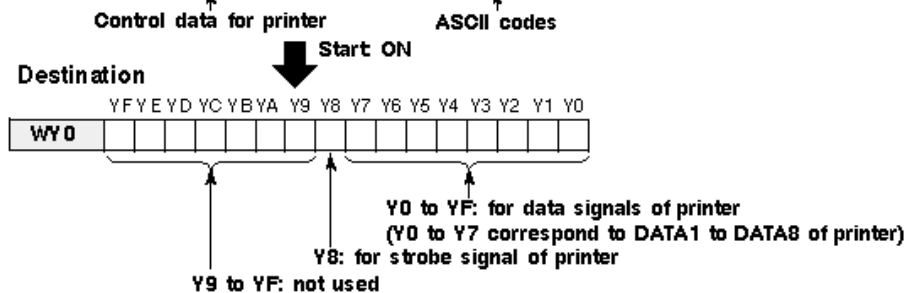 Control data for printer ASCII codes
Start ON
Destination
YF YE YD YC YB YA Y9 Y8 Y7 Y6 Y5 Y4 Y3 Y2 Y1 Y0
WY0
Y0 to YF: for data signals of printer
(Y0 to Y7 correspond to DATA1 to DATA8 of printer)
Y8: for strobe signal of printer
Y9 to YF: not used